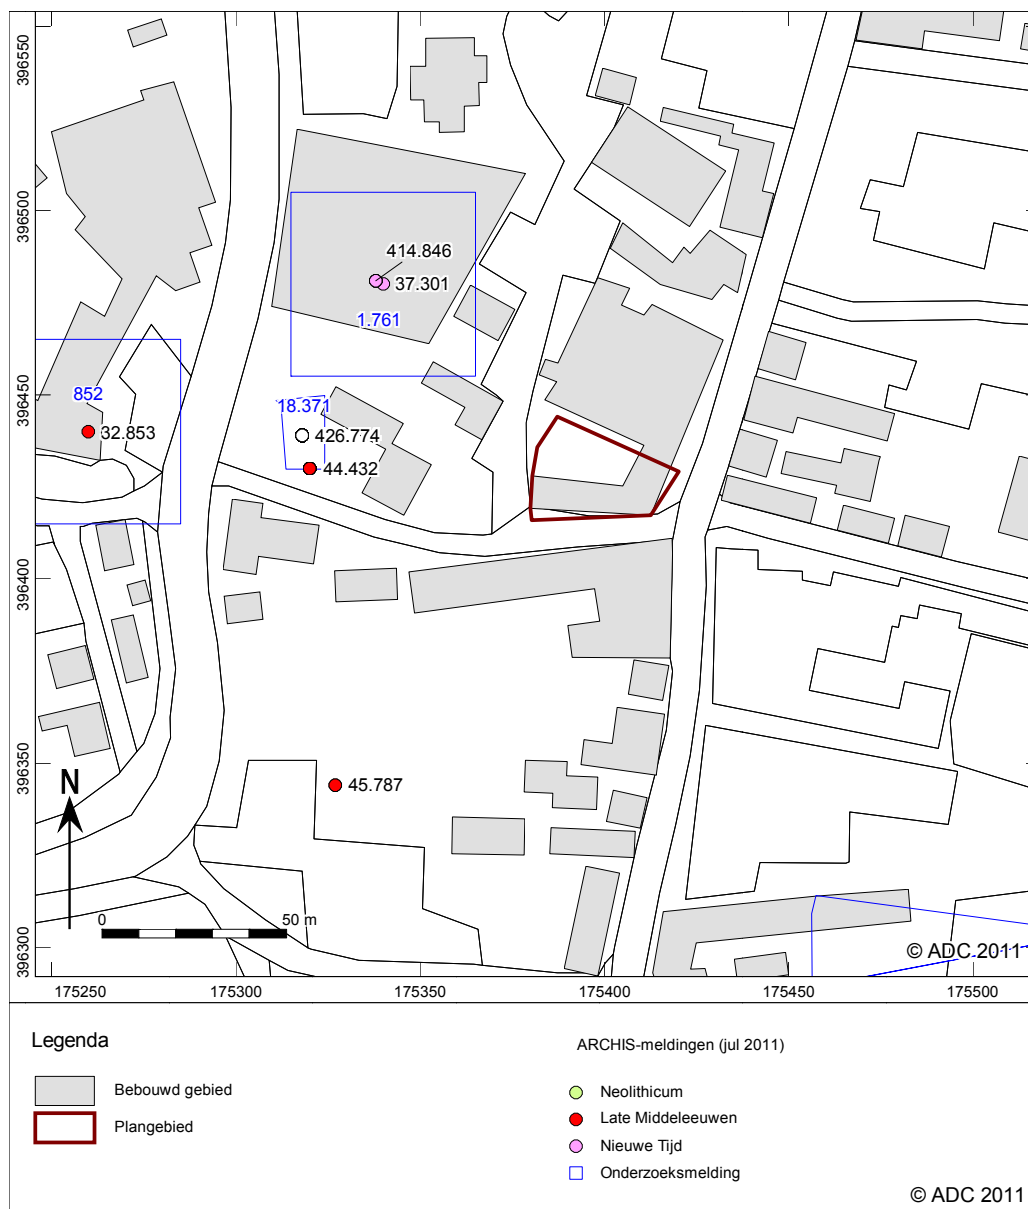 396550
396500
396450
396400
396350
396300
414.846
37.301
1.761
852
32.853
18.371
426.774
44.432
45.787
N
0 50 m
© ADC 2011
175250 175300 175350 175400 175450 175500
Legenda
Bebouwd gebied
Plangebied
ARCHIS-meldingen (jul 2011)
Neolithicum
Late Middeleeuwen
Nieuwe Tijd
Onderzoeksmelding
© ADC 2011